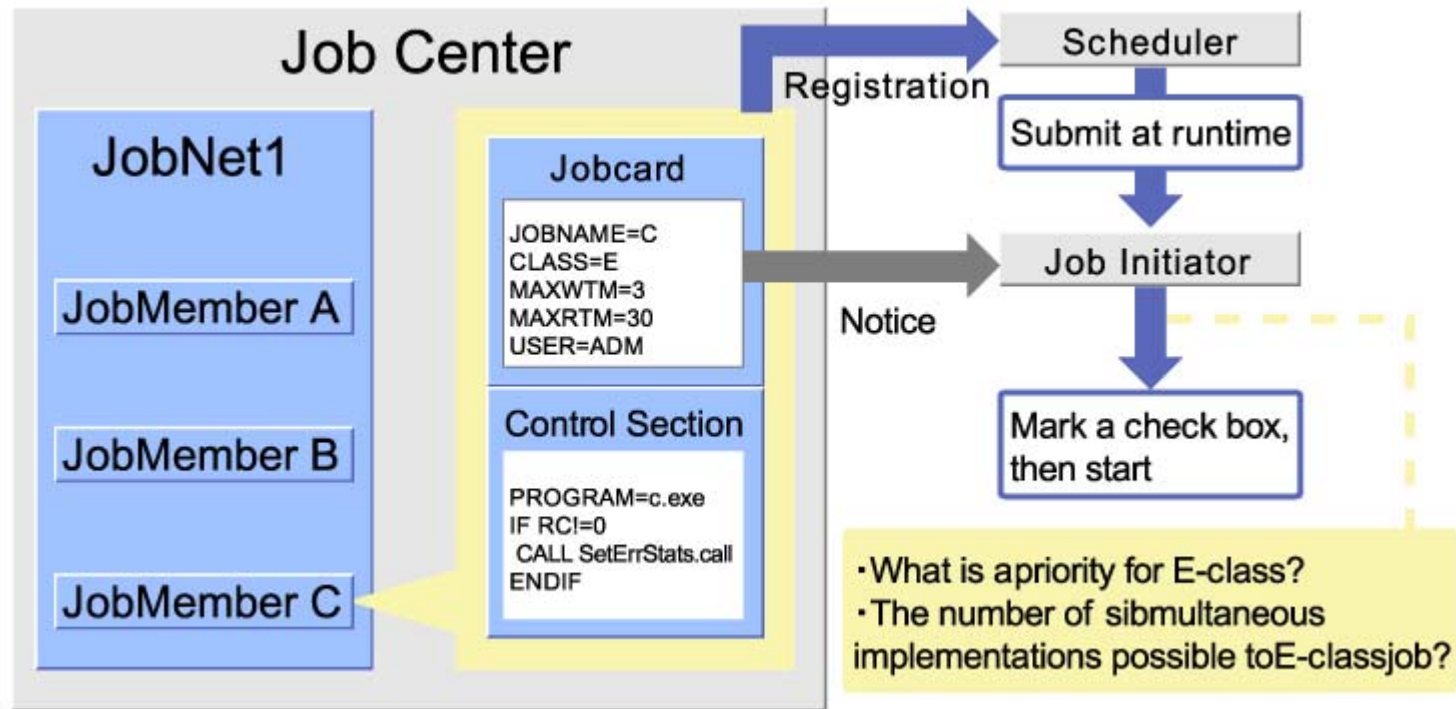 Job Center
JobNet1
JobMember A
JobMember B
JobMember C
Jobcard
JOBNAME=C
CLASS=E
MAXWTM=3
MAXRTM=30
USER=ADM
Control Section
PROGRAM=c.exe
IF RC!=0
CALL SetErrStats.call
ENDIF
Registration
Notice
Scheduler
Submit at runtime
Job Initiator
Mark a check box,
then start
・What is apriority for E-class?
・The number of sibmultaneous
implementations possible toE-classjob?